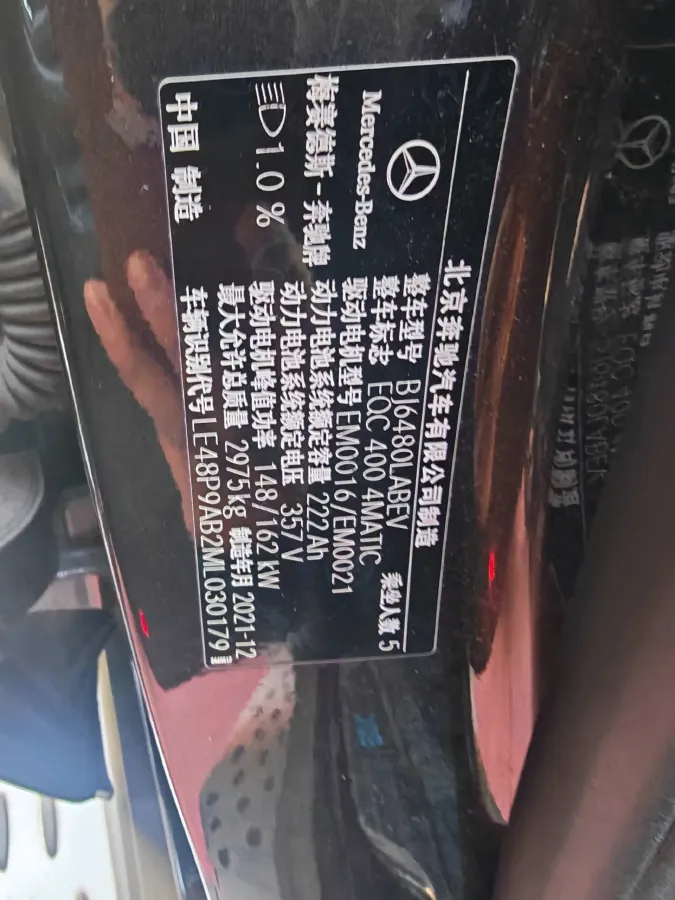 北京奔驰汽车有限公司制造
Mercedes-Benz
梅赛德斯-奔驰牌
1.0 %
中国 制造
整车型号 BJ6480LABEV
整车标志 EQC 400 4MATIC 乘坐人数 5
驱动电机型号 EM0016/EM0021
动力电池系统额定容量 222Ah
动力电池系统额定电压 357 V
驱动电机峰值功率 148/162 kW
最大允许总质量 2975kg 制造年月 2021-12
车辆识别代号 LE48P9AB2ML030179